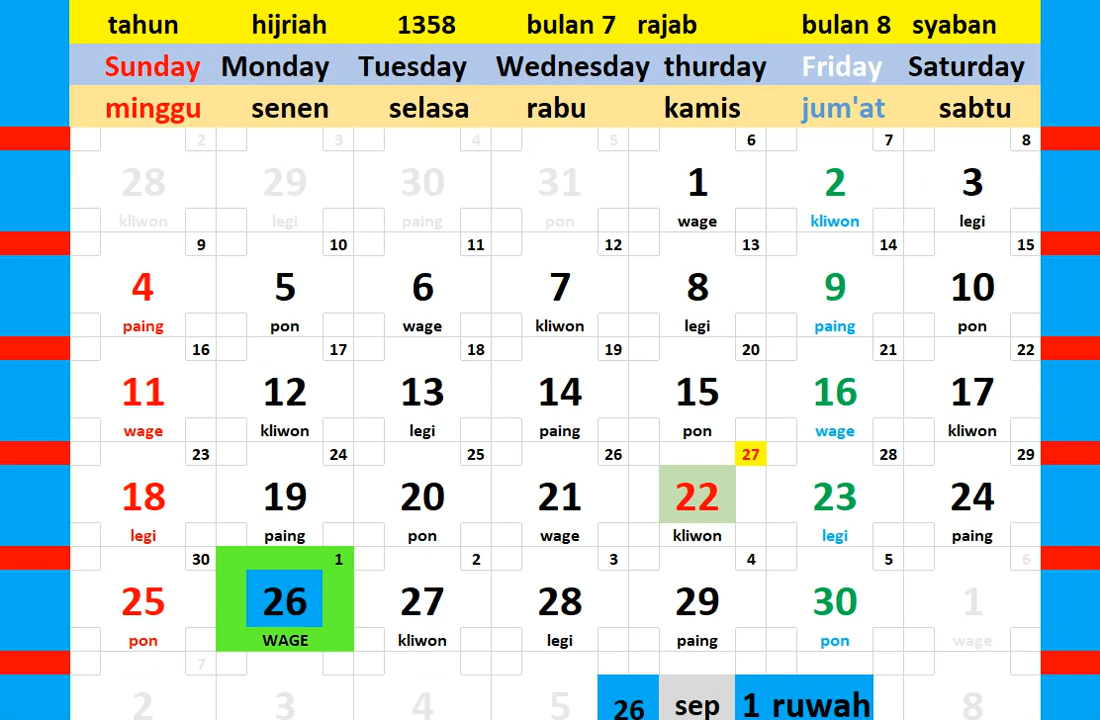 tahun hijriah 1358 bulan 7 rajab bulan 8 syaban
Sunday Monday Tuesday Wednesday thurday Friday Saturday
minggu senen selasa rabu kamis jum'at sabtu
2 3 4 5 6 7 8
28 29 30 31 1 2 3
kliwon legi paing pon wage kliwon legi
9 10 11 12 13 14 15
4 5 6 7 8 9 10
paing pon wage kliwon legi paing pon
16 17 18 19 20 21 22
11 12 13 14 15 16 17
wage kliwon legi paing pon wage kliwon
23 24 25 26 27 28 29
18 19 20 21 22 23 24
legi paing pon wage kliwon legi paing
30 1 2 3 4 5 6
25 26 27 28 29 30 1
pon WAGE kliwon legi paing pon wage
7
2 3 4 5 26 sep 1 ruwah 8